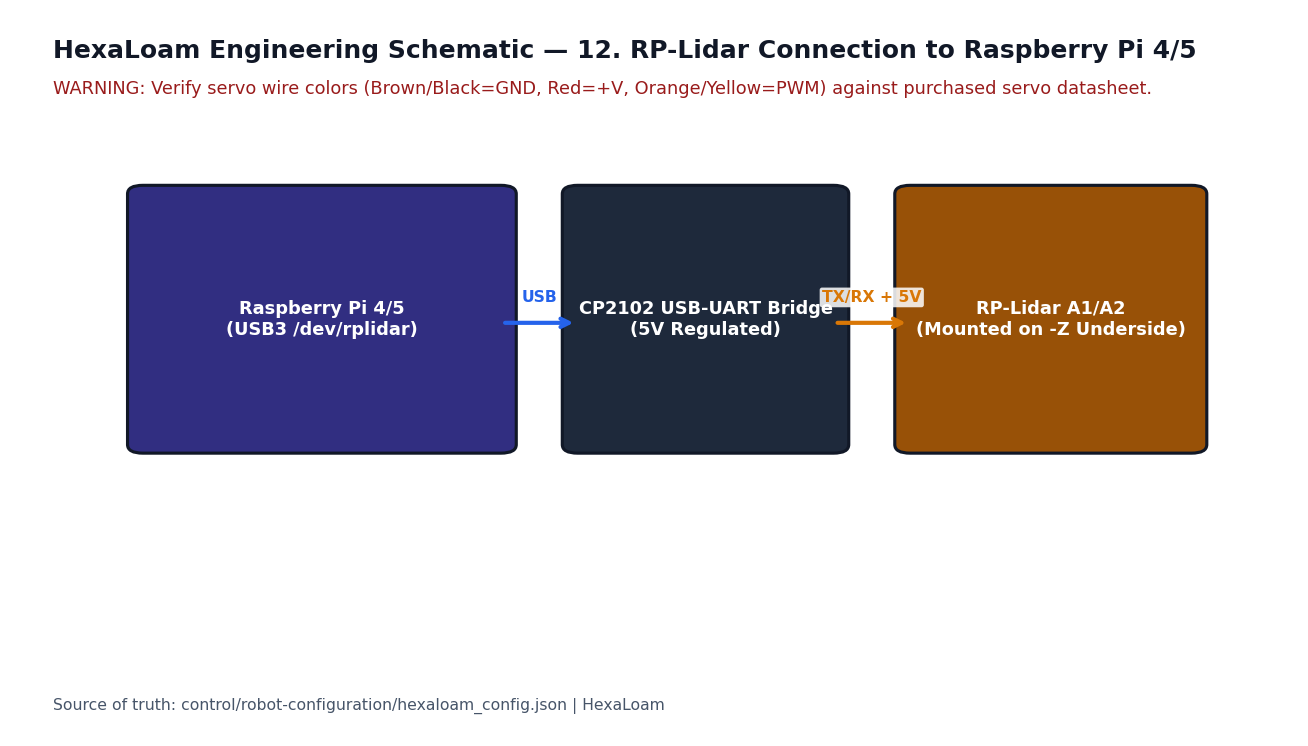 HexaLoam Engineering Schematic — 12. RP-Lidar Connection to Raspberry Pi 4/5
WARNING: Verify servo wire colors (Brown/Black=GND, Red=+V, Orange/Yellow=PWM) against purchased servo datasheet.
Raspberry Pi 4/5
(USB3 /dev/rplidar)
USB
CP2102 USB-UART Bridge
(5V Regulated)
TX/RX + 5V
RP-Lidar A1/A2
(Mounted on -Z Underside)
Source of truth: control/robot-configuration/hexaloam_config.json | HexaLoam